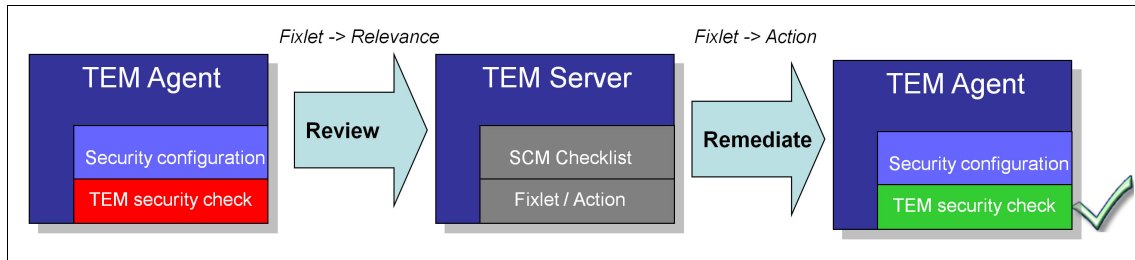 Fixlet -> Relevance
Fixlet -> Action
TEM Agent
Security configuration
TEM security check
Review
TEM Server
SCM Checklist
Fixlet / Action
Remediate
TEM Agent
Security configuration
TEM security check